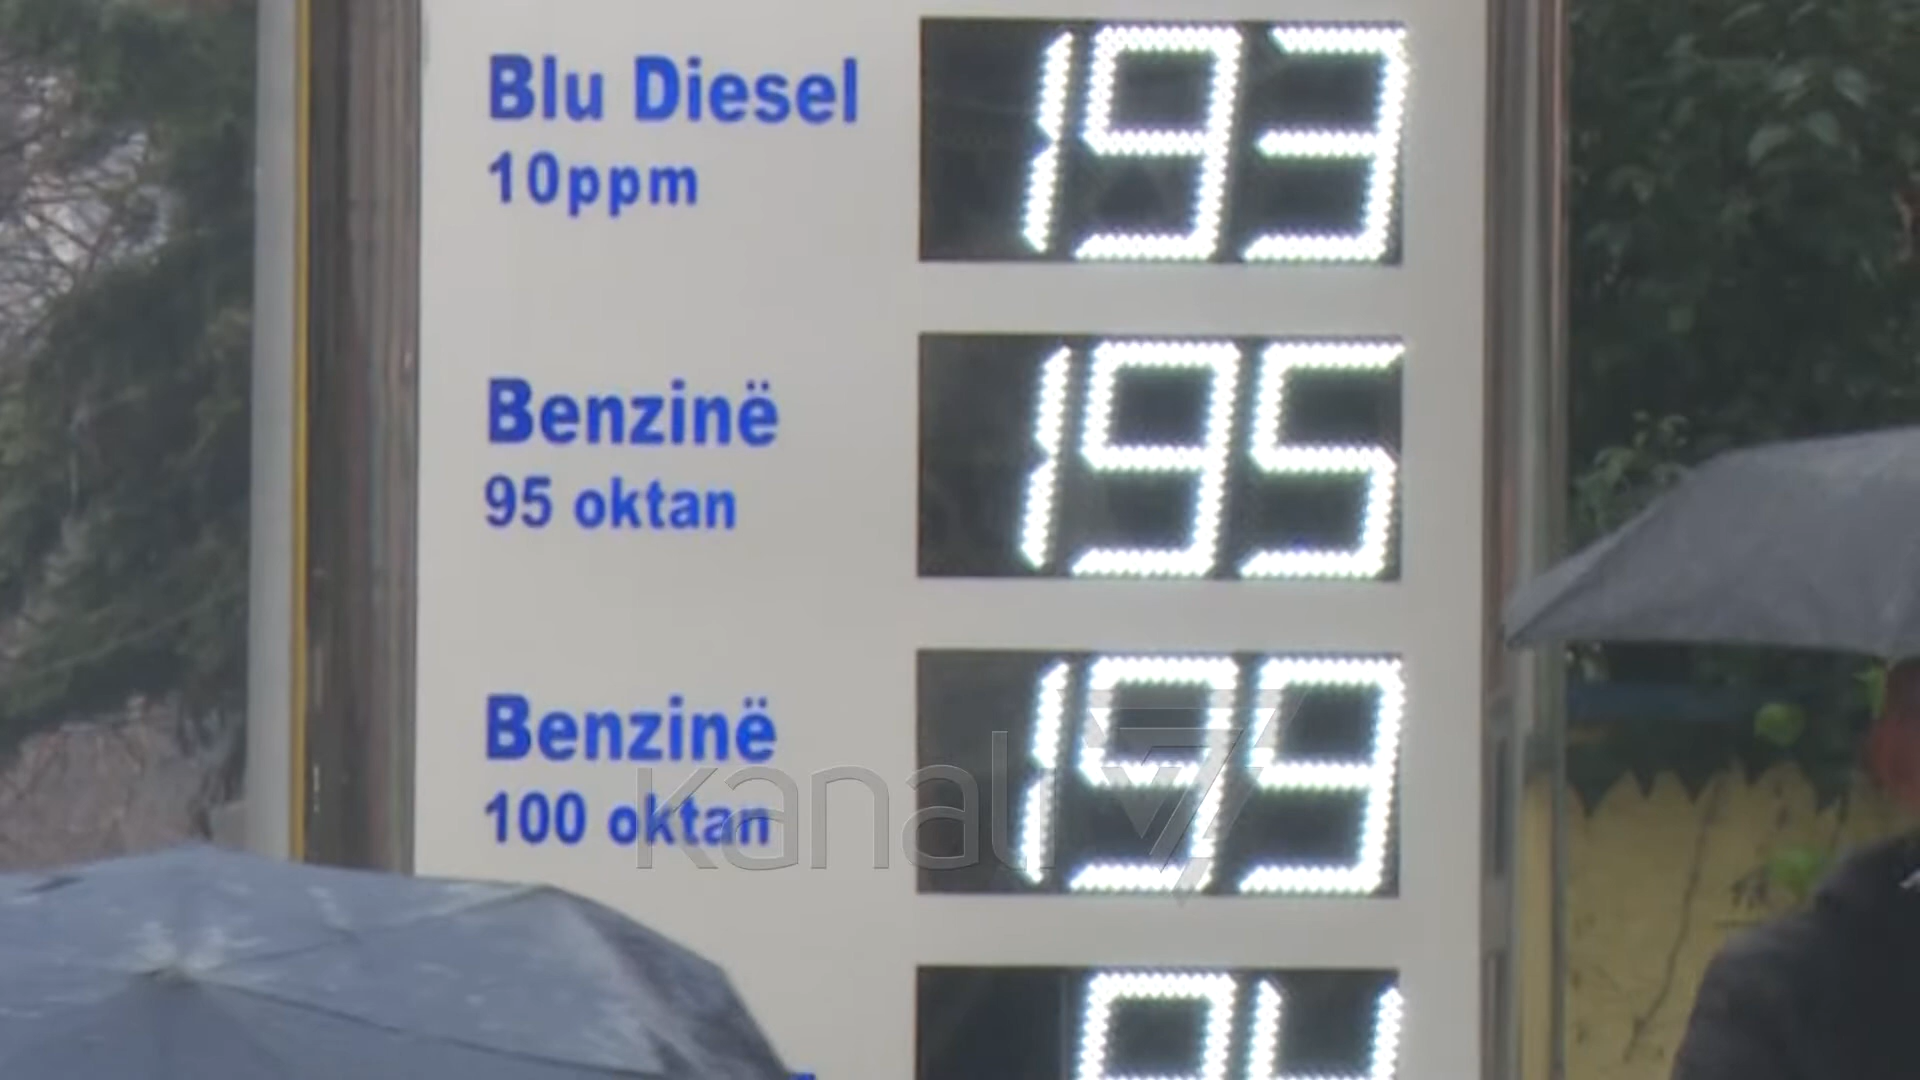 Blu Diesel 193
10ppm
Benzinë 195
95 oktan
Benzinë 199
100 oktan
kanali 7